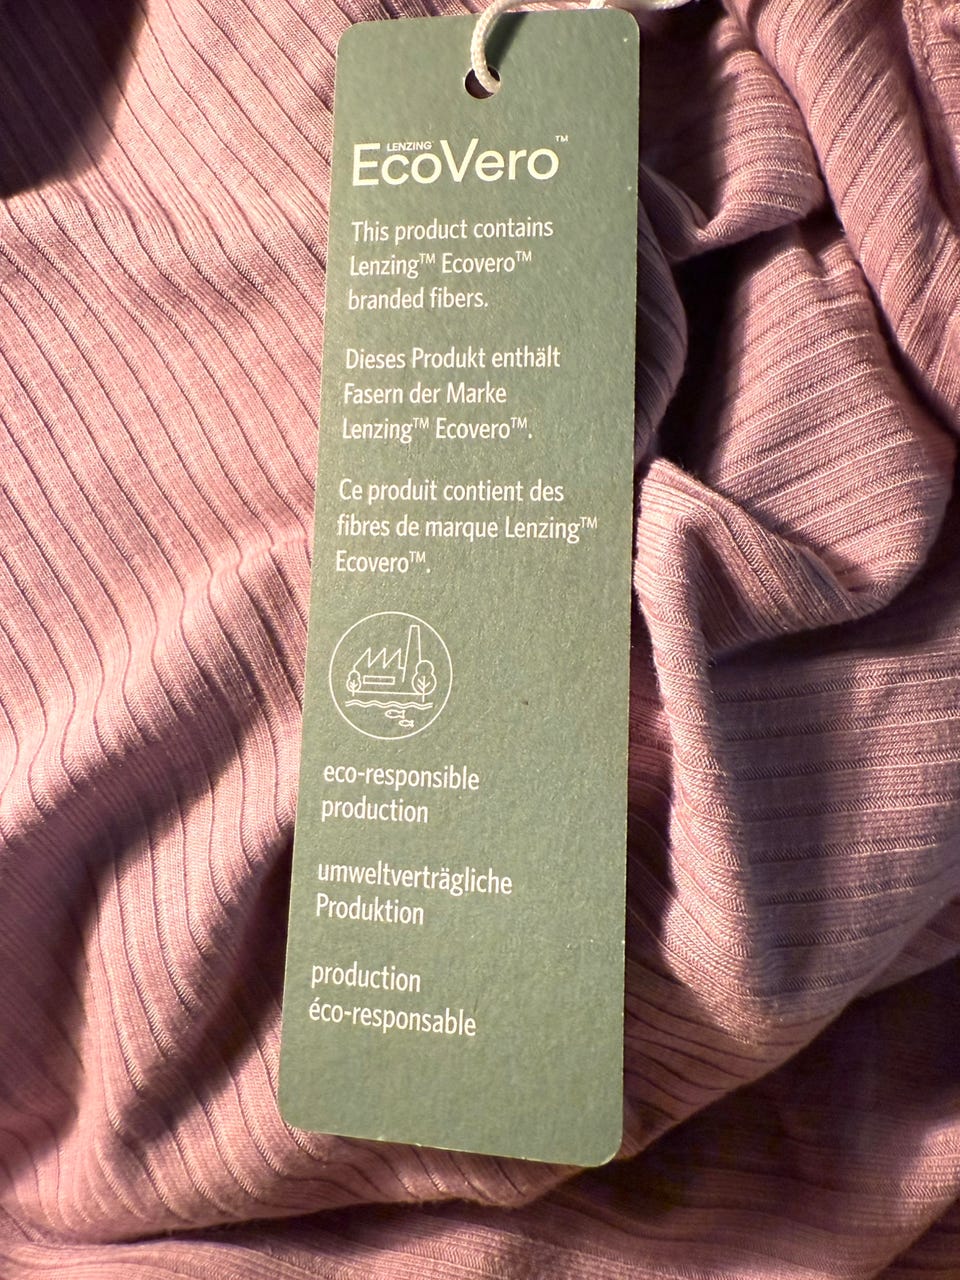 LENZING
EcoVero™
This product contains
Lenzing™ Ecovero™
branded fibers.
Dieses Produkt enthält
Fasern der Marke
Lenzing™ Ecovero™.
Ce produit contient des
fibres de marque Lenzing™
Ecovero™.
eco-responsible
production
umweltverträgliche
Produktion
production
éco-responsable